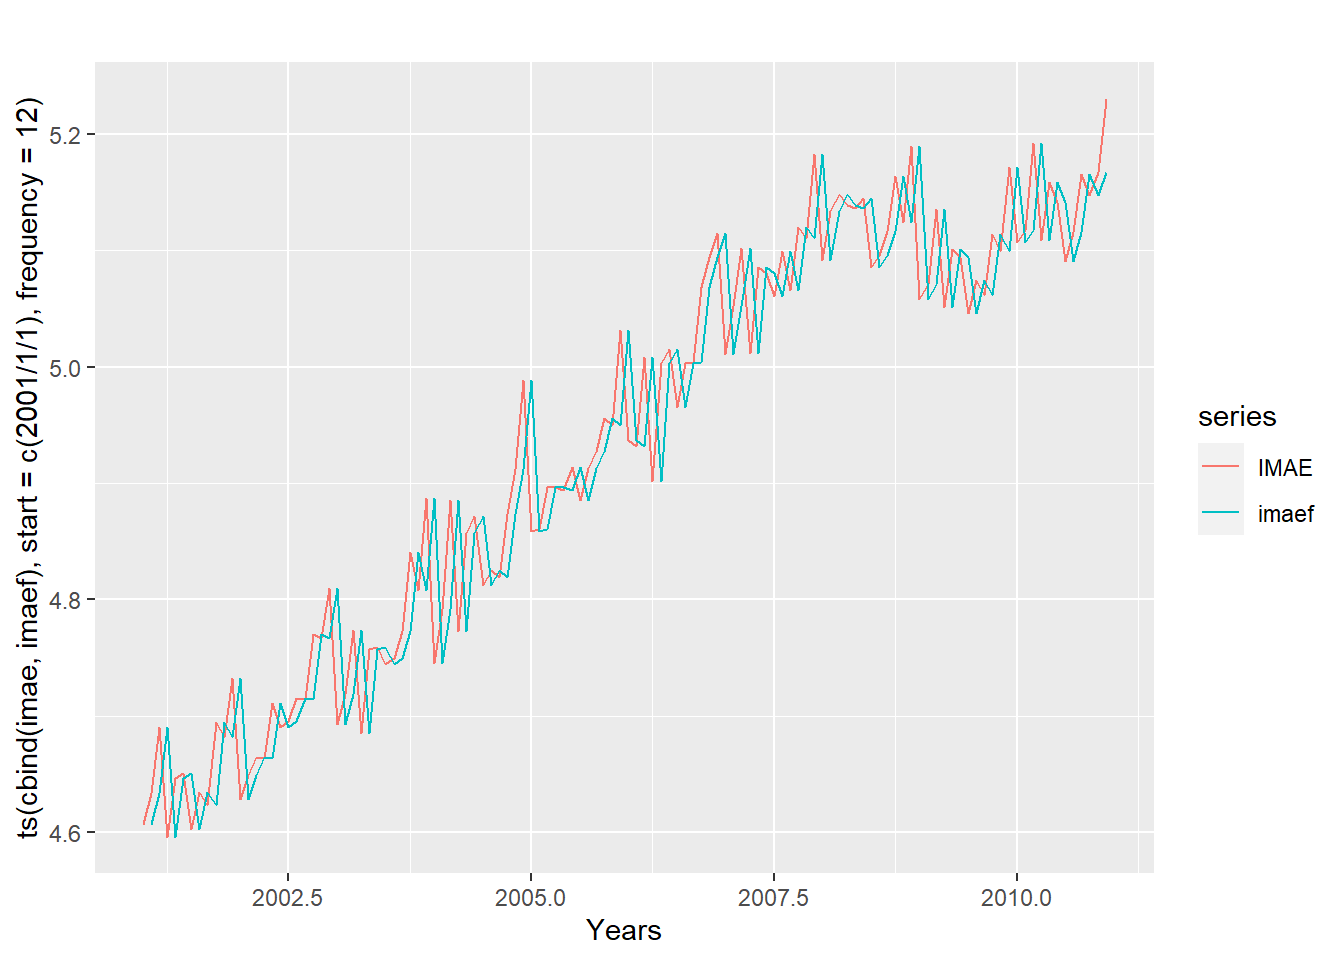 ts(cbind(imae, imaef), start = c(2001/1/1), frequency = 12)
5.2
5.0
4.8
4.6
2002.5
2005.0
2007.5
2010.0
Years
series
IMAE
imaef